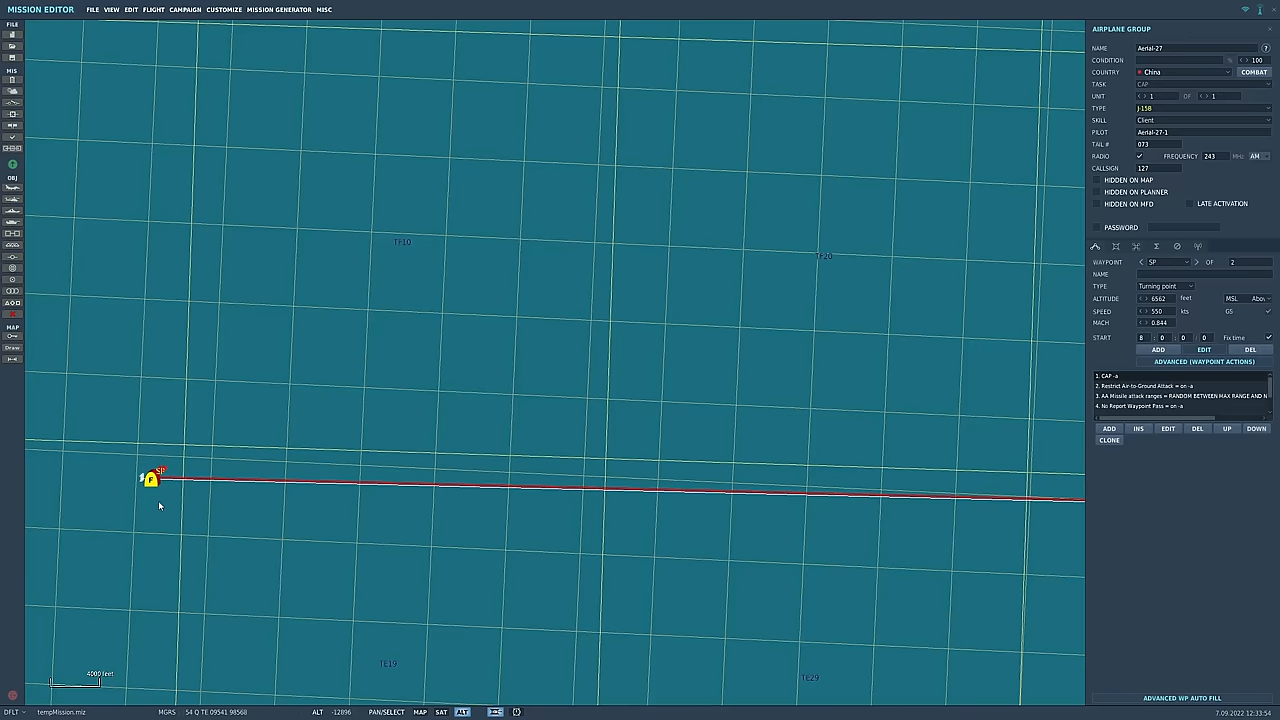 MISSION EDITOR FILE VIEW EDIT FLIGHT CAMPAIGN CUSTOMIZE MISSION GENERATOR MISC
FILE
MIS
OBJ
MAP
Draw
TF10
TF20
SP
F
TE19
TE29
4000 feet
AIRPLANE GROUP
NAME Aerial-27 ?
CONDITION % 100
COUNTRY China COMBAT
TASK CAP
UNIT 1 OF 1
TYPE J-15B
SKILL Client
PILOT Aerial-27-1
TAIL # 073
RADIO FREQUENCY 243 MHz AM
CALLSIGN 127
HIDDEN ON MAP
HIDDEN ON PLANNER
HIDDEN ON MFD LATE ACTIVATION
PASSWORD
WAYPOINT SP OF 2
NAME
TYPE Turning point
ALTITUDE 6562 feet MSL Abov
SPEED 550 kts GS
MACH 0.844
START 8 : 0 : 0 / 0 Fix time
ADD EDIT DEL
ADVANCED (WAYPOINT ACTIONS)
1. CAP -a
2. Restrict Air-to-Ground Attack = on -a
3. AA Missile attack ranges = RANDOM BETWEEN MAX RANGE AND N
4. No Report Waypoint Pass = on -a
ADD INS EDIT DEL UP DOWN
CLONE
ADVANCED WP AUTO FILL
DFLT tempMission.miz MGRS 54 Q TE 09541 98568 ALT -12896 PAN/SELECT MAP SAT ALT 7.09.2022 12:33:54